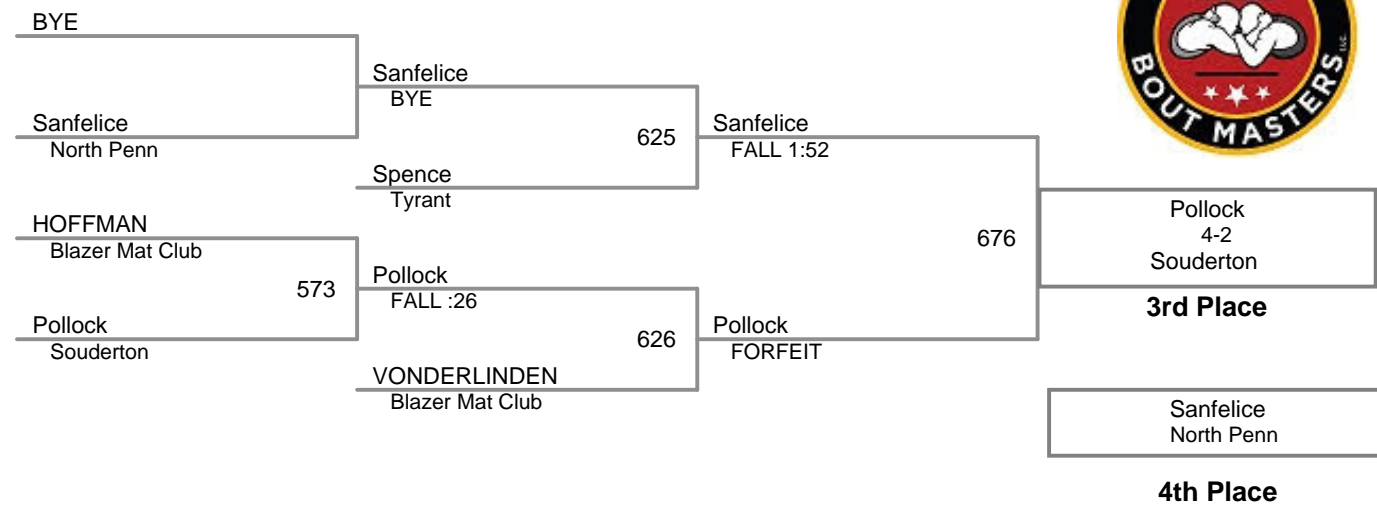 BYE
Sanfelice
BYE
Sanfelice
North Penn
625
Sanfelice
FALL 1:52
Spence
Tyrant
HOFFMAN
Blazer Mat Club
573
Pollock
FALL :26
Pollock
Souderton
626
Pollock
FORFEIT
VONDERLINDEN
Blazer Mat Club
676
Pollock
4-2
Souderton
3rd Place
Sanfelice
North Penn
4th Place
BOUT MASTERS